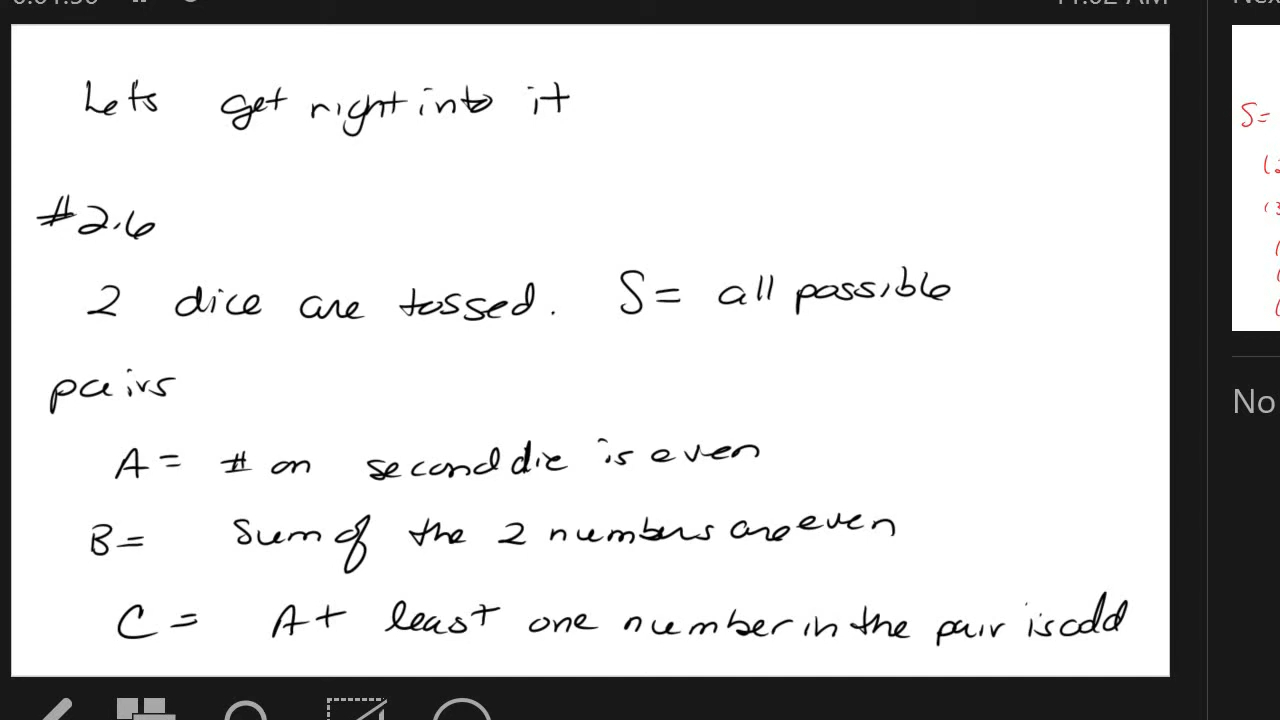 Lets get right into it
#2.6
2 dice are tossed. S= all possible
pairs
A= # on second die is even
B= Sum of the 2 numbers are even
C= At least one number in the pair is odd
S=
No